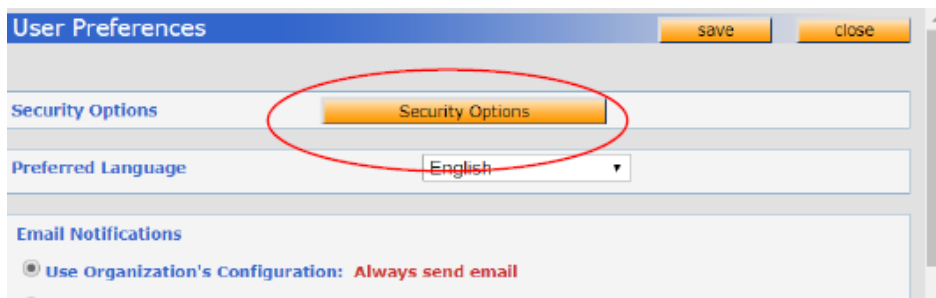 User Preferences save close
Security Options Security Options
Preferred Language English
Email Notifications
Use Organization's Configuration: Always send email